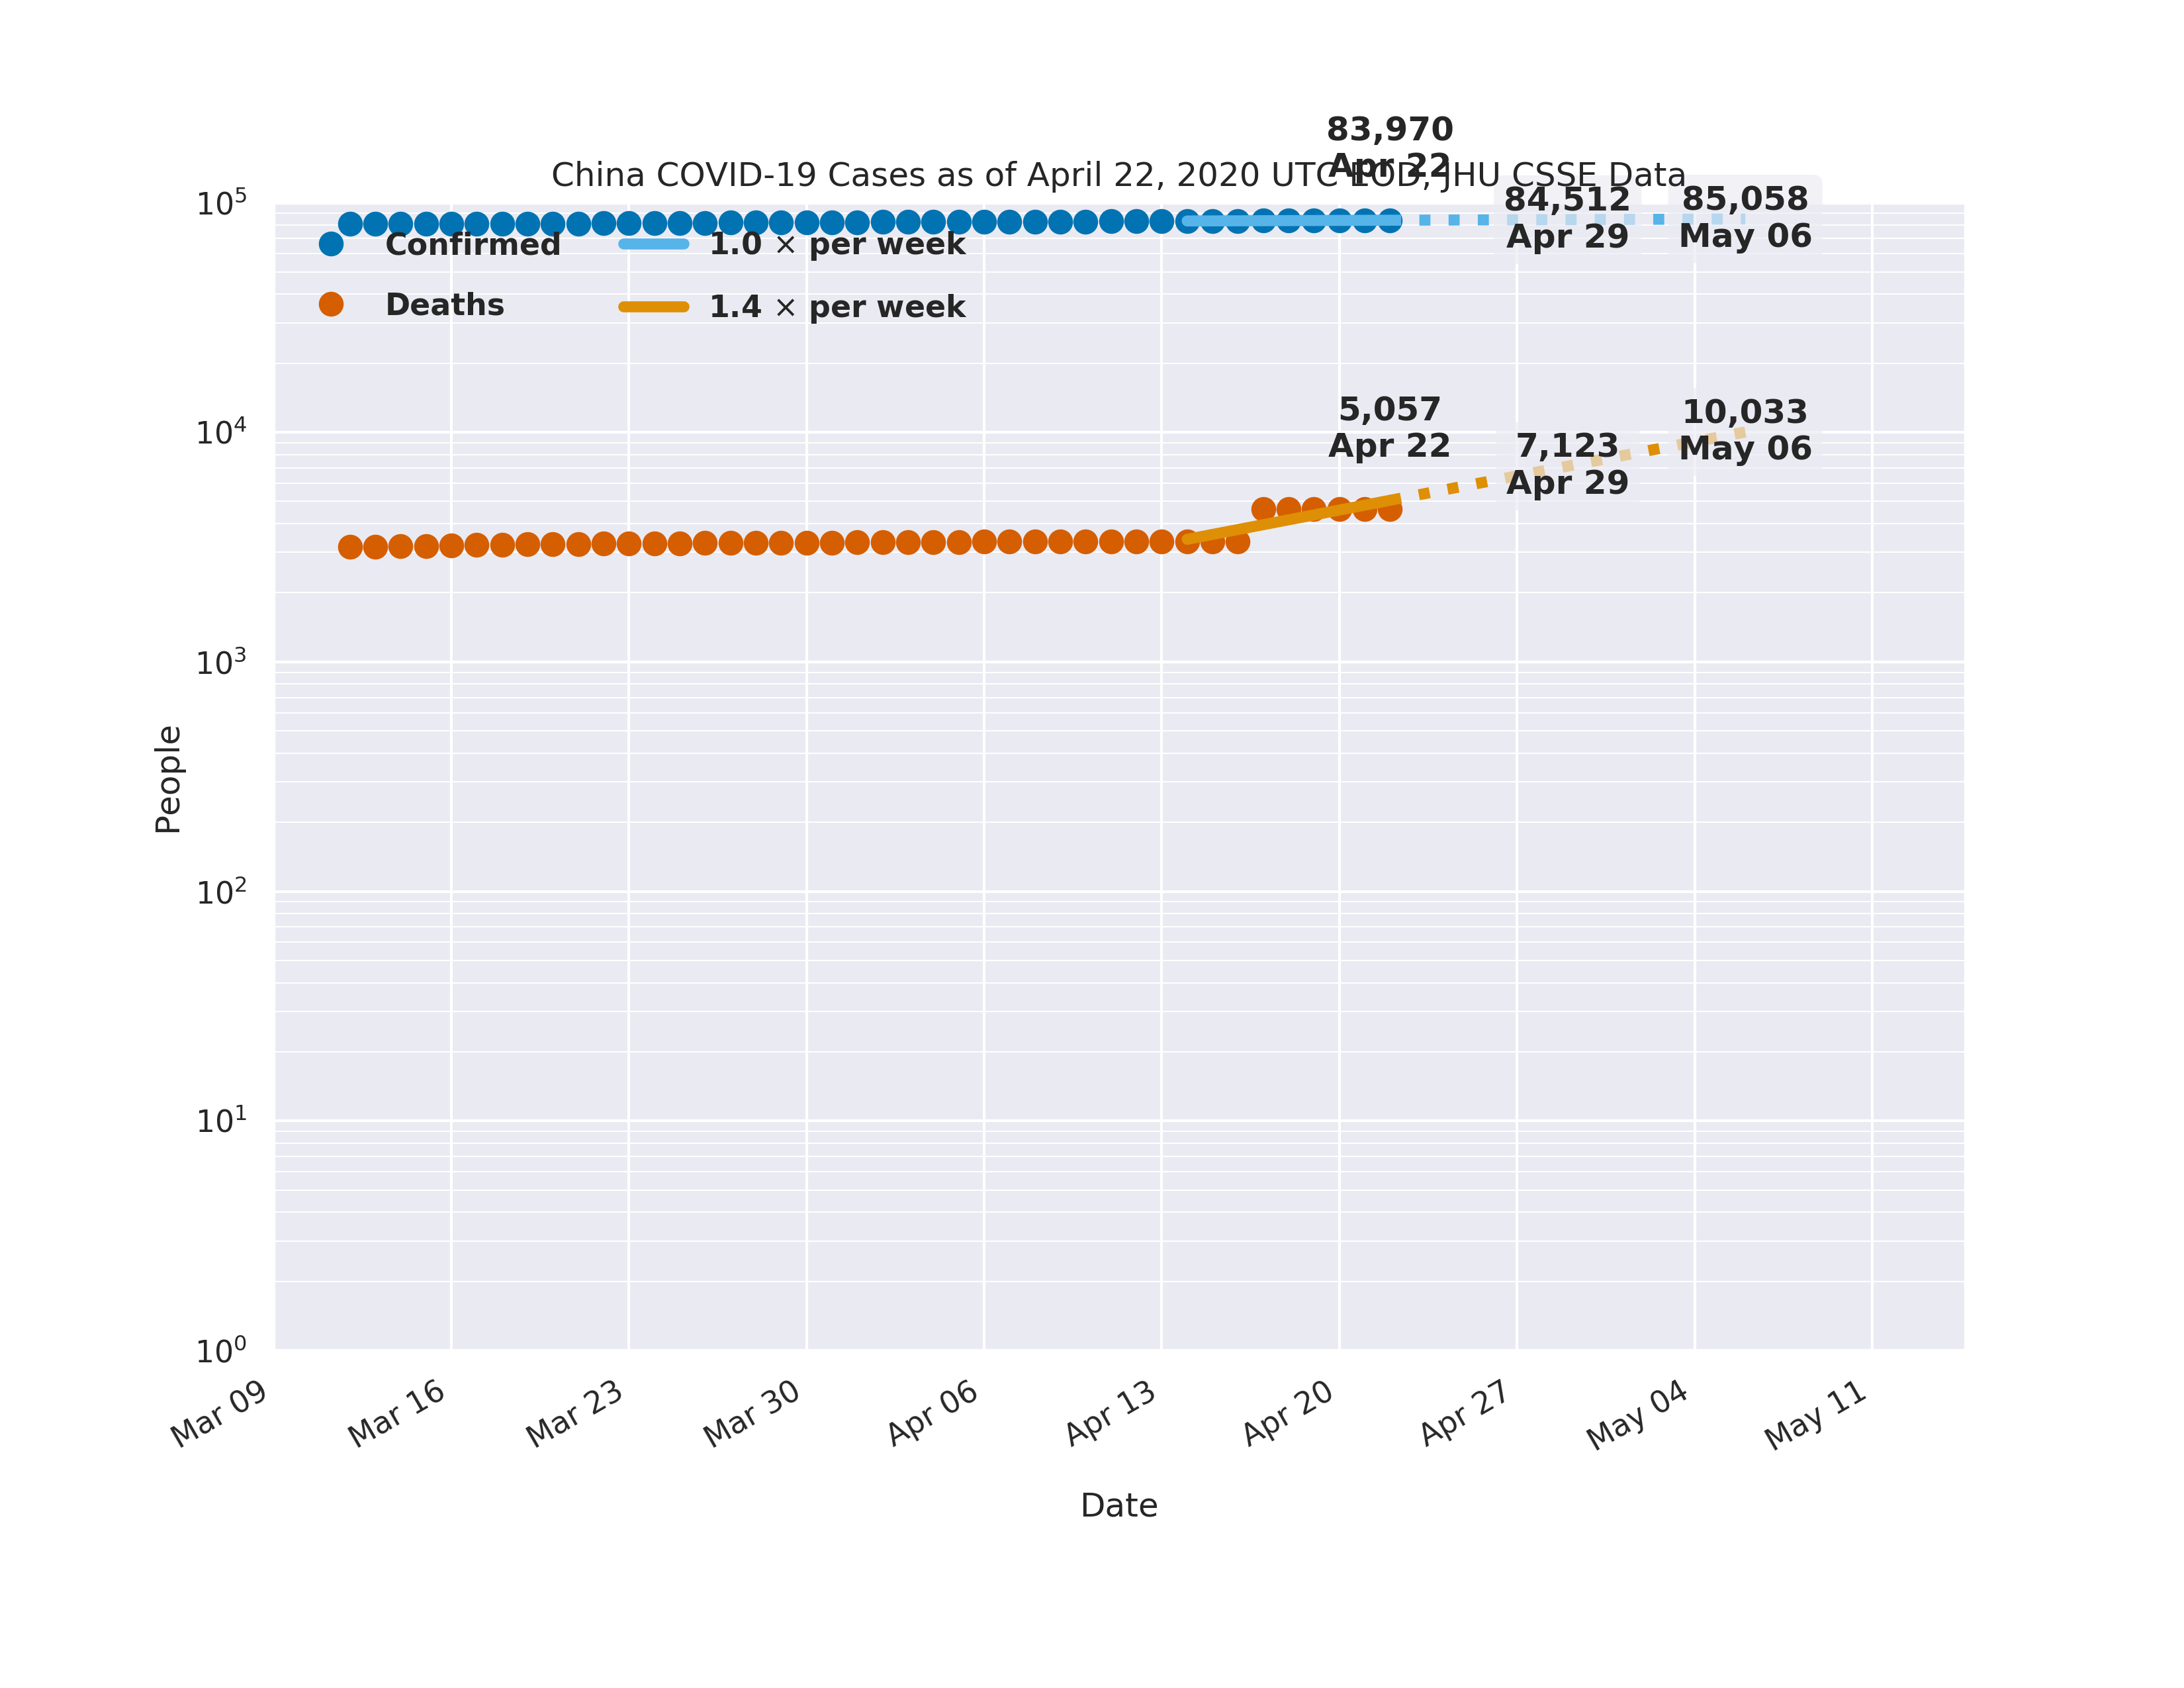 83,970
Apr 22
China COVID-19 Cases as of April 22, 2020 UTC EOD, JHU CSSE Data
84,512
Apr 29
85,058
May 06
Confirmed
Deaths
1.0 × per week
1.4 × per week
5,057
Apr 22
7,123
Apr 29
10,033
May 06
10⁵
10⁴
10³
10²
10¹
10⁰
People
Mar 09
Mar 16
Mar 23
Mar 30
Apr 06
Apr 13
Apr 20
Apr 27
May 04
May 11
Date